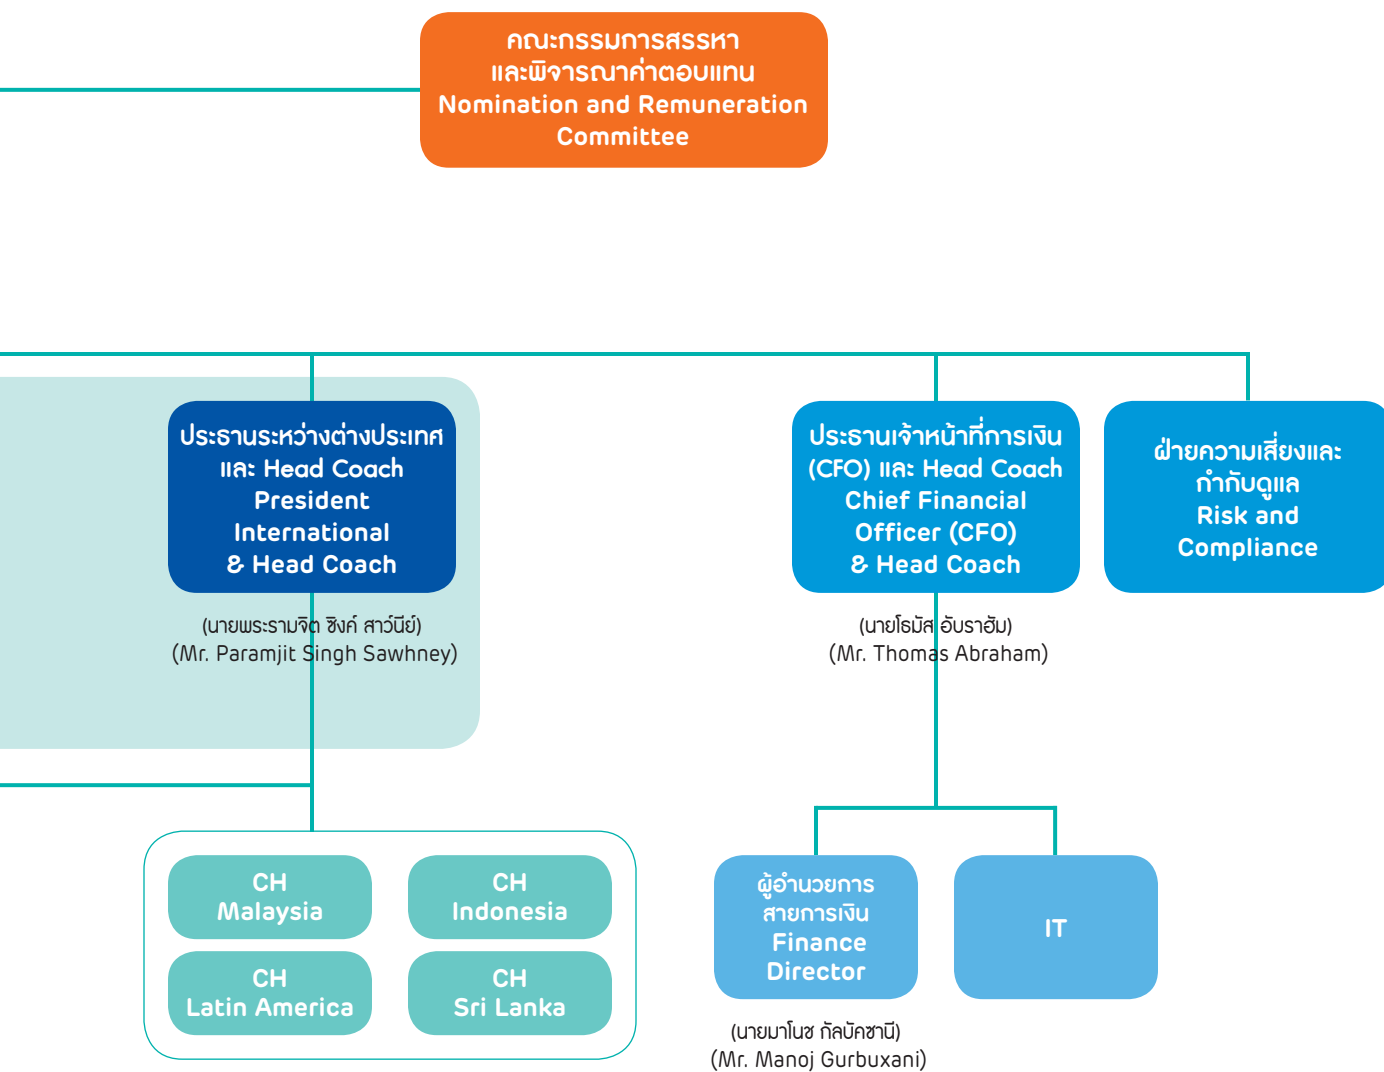 คณะกรรมการสรรหา
และพิจารณาค่าตอบแทน
Nomination and Remuneration
Committee
ประธานระหว่างต่างประเทศ
และ Head Coach
President
International
& Head Coach
(นายพระรามจิต ซิงค์ สาว์นีย์)
(Mr. Paramjit Singh Sawhney)
ประธานเจ้าหน้าที่การเงิน
(CFO) และ Head Coach
Chief Financial
Officer (CFO)
& Head Coach
(นายโธมัส อับราฮัม)
(Mr. Thomas Abraham)
ฝ่ายความเสี่ยงและ
กำกับดูแล
Risk and
Compliance
CH
Malaysia
CH
Indonesia
CH
Latin America
CH
Sri Lanka
ผู้อำนวยการ
สายการเงิน
Finance
Director
(นายมาโนช กัลบัคซานี)
(Mr. Manoj Gurbuxani)
IT